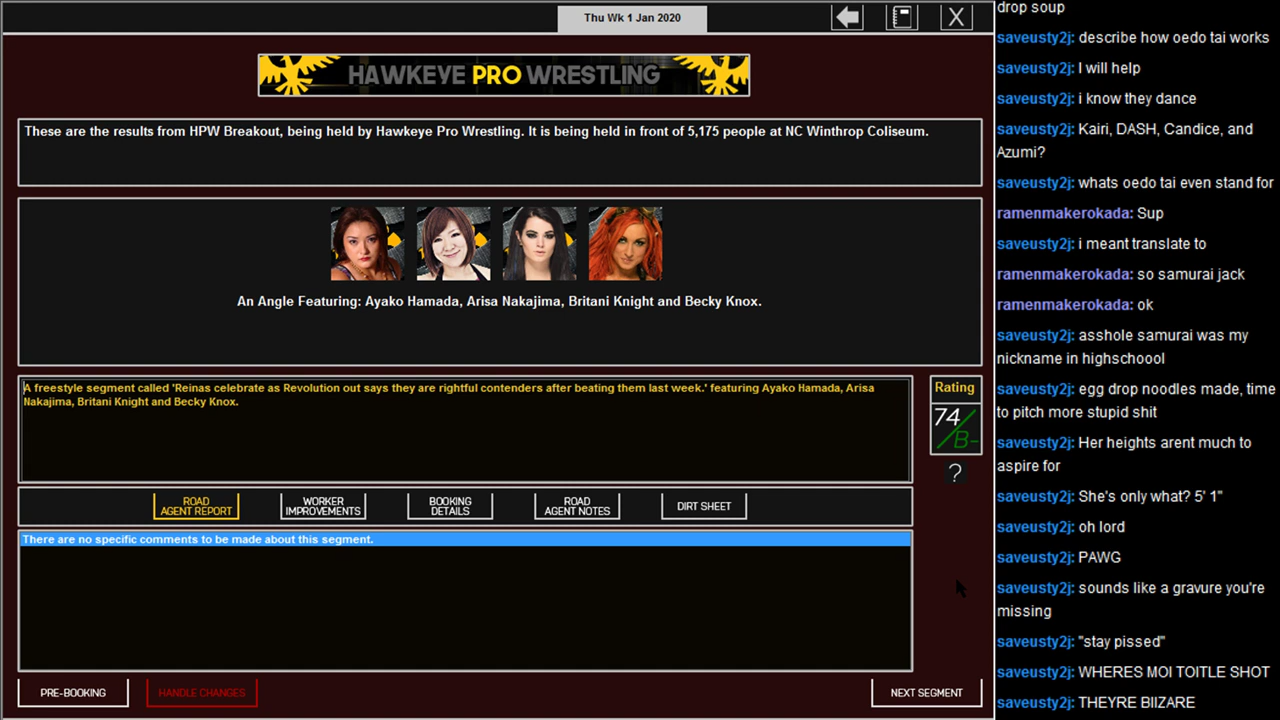 Thu Wk 1 Jan 2020
X
HAWKEYE PRO WRESTLING
These are the results from HPW Breakout, being held by Hawkeye Pro Wrestling. It is being held in front of 5,175 people at NC Winthrop Coliseum.
An Angle Featuring: Ayako Hamada, Arisa Nakajima, Britani Knight and Becky Knox.
A freestyle segment called 'Reinas celebrate as Revolution out says they are rightful contenders after beating them last week.' featuring Ayako Hamada, Arisa
Nakajima, Britani Knight and Becky Knox.
Rating
74/B-
?
ROAD
AGENT REPORT
WORKER
IMPROVEMENTS
BOOKING
DETAILS
ROAD
AGENT NOTES
DIRT SHEET
There are no specific comments to be made about this segment.
PRE-BOOKING
HANDLE CHANGES
NEXT SEGMENT
drop soup
saveusty2j: describe how oedo tai works
saveusty2j: I will help
saveusty2j: i know they dance
saveusty2j: Kairi, DASH, Candice, and
Azumi?
saveusty2j: whats oedo tai even stand for
ramenmakerokada: Sup
saveusty2j: i meant translate to
ramenmakerokada: so samurai jack
ramenmakerokada: ok
saveusty2j: asshole samurai was my
nickname in highschoool
saveusty2j: egg drop noodles made, time
to pitch more stupid shit
saveusty2j: Her heights arent much to
aspire for
saveusty2j: She's only what? 5' 1"
saveusty2j: oh lord
saveusty2j: PAWG
saveusty2j: sounds like a gravure you're
missing
saveusty2j: "stay pissed"
saveusty2j: WHERES MOI TOITLE SHOT
saveusty2j: THEYRE BIIZARE